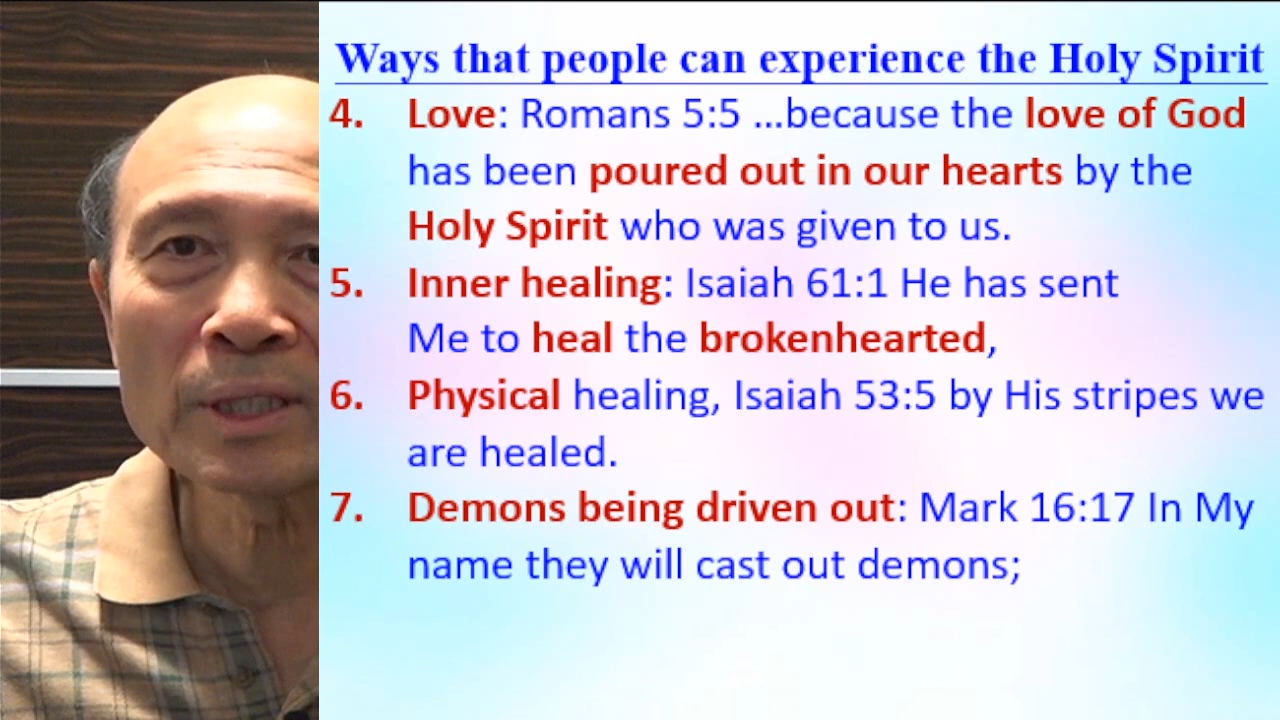 Ways that people can experience the Holy Spirit
4. Love: Romans 5:5 ...because the love of God
has been poured out in our hearts by the
Holy Spirit who was given to us.
5. Inner healing: Isaiah 61:1 He has sent
Me to heal the brokenhearted,
6. Physical healing, Isaiah 53:5 by His stripes we
are healed.
7. Demons being driven out: Mark 16:17 In My
name they will cast out demons;